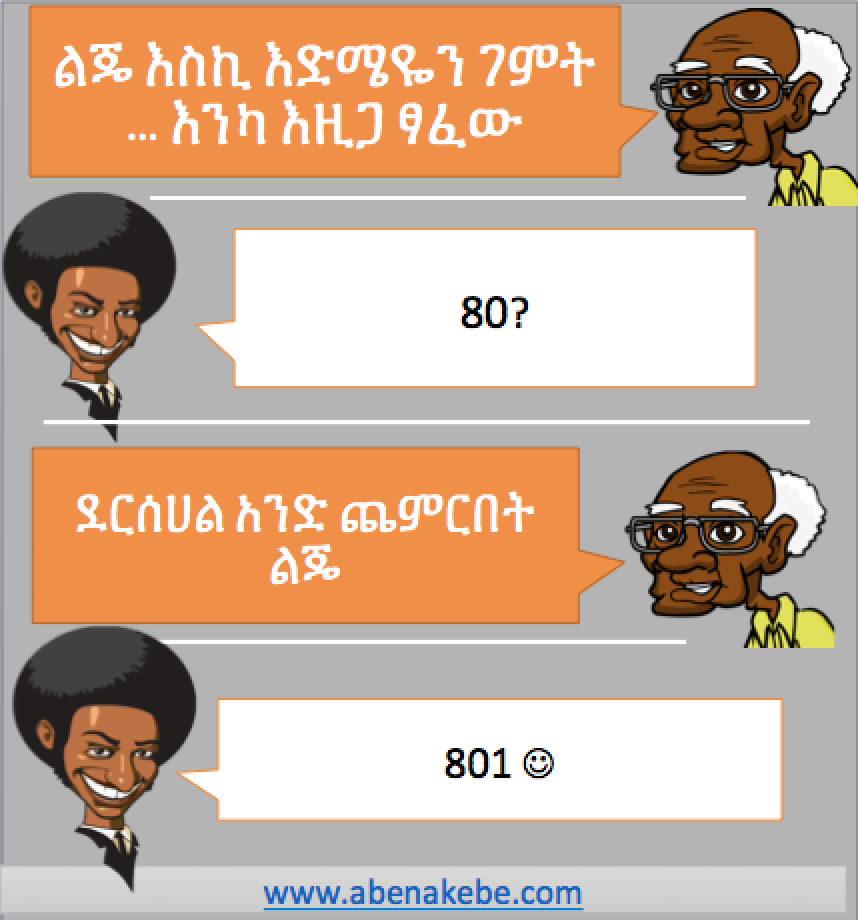 ልጄ እስኪ እድሜዬን ገምት
... እንካ እዚጋ ፃፈው
80?
ደርሰሀል አንድ ጨምርበት
ልጄ
801 ☺
www.abenakebe.com